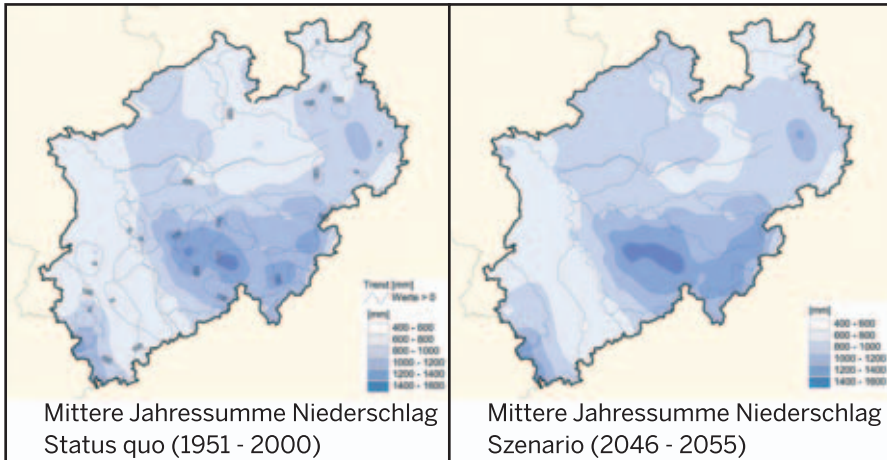 Trend [mm]
Werte > 0
[mm]
400 - 600
600 - 800
800 - 1000
1000 - 1200
1200 - 1400
1400 - 1600
Mittere Jahressumme Niederschlag
Status quo (1951 - 2000)
[mm]
400 - 600
600 - 800
800 - 1000
1000 - 1200
1200 - 1400
1400 - 1600
Mittere Jahressumme Niederschlag
Szenario (2046 - 2055)